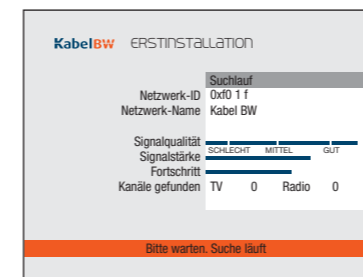 KabelBW ERSTINSTALLATION
Suchlauf
Netzwerk-ID 0xf0 1 f
Netzwerk-Name Kabel BW
Signalqualität
SCHLECHT MITTEL GUT
Signalstärke
Fortschritt
Kanäle gefunden TV 0 Radio 0
Bitte warten. Suche läuft